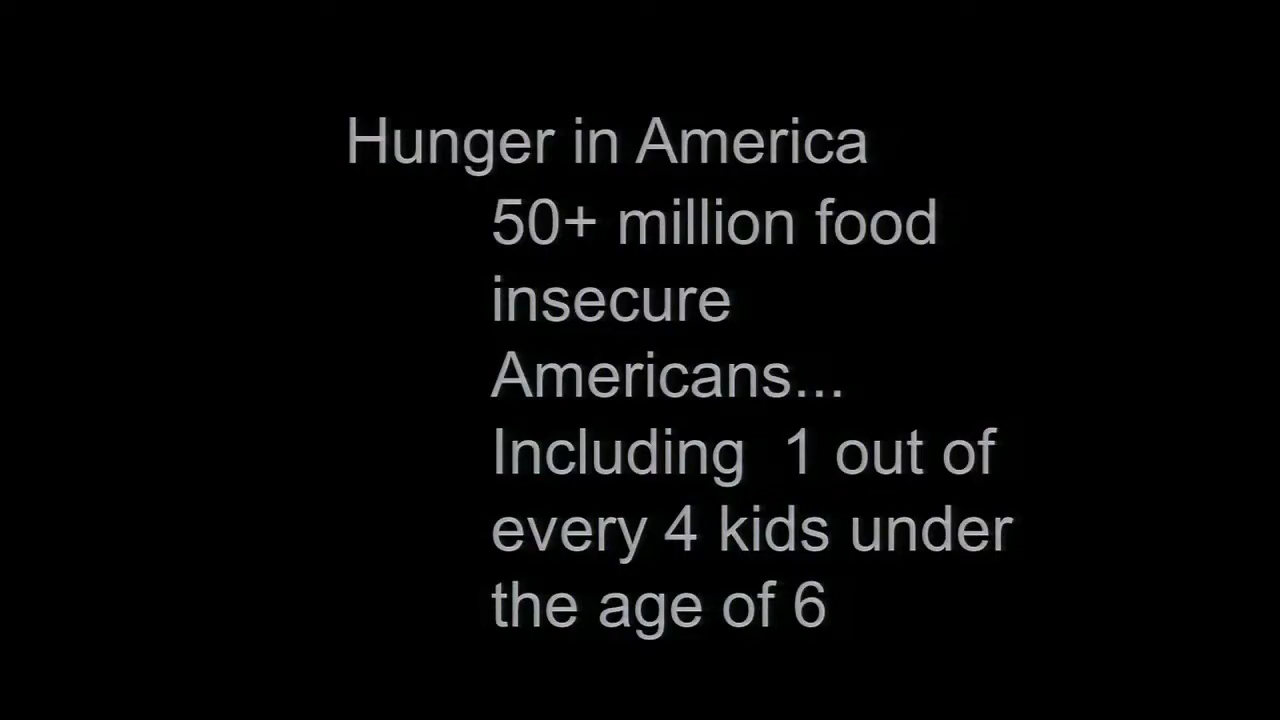 Hunger in America
50+ million food
insecure
Americans...
Including  1 out of
every 4 kids under
the age of 6